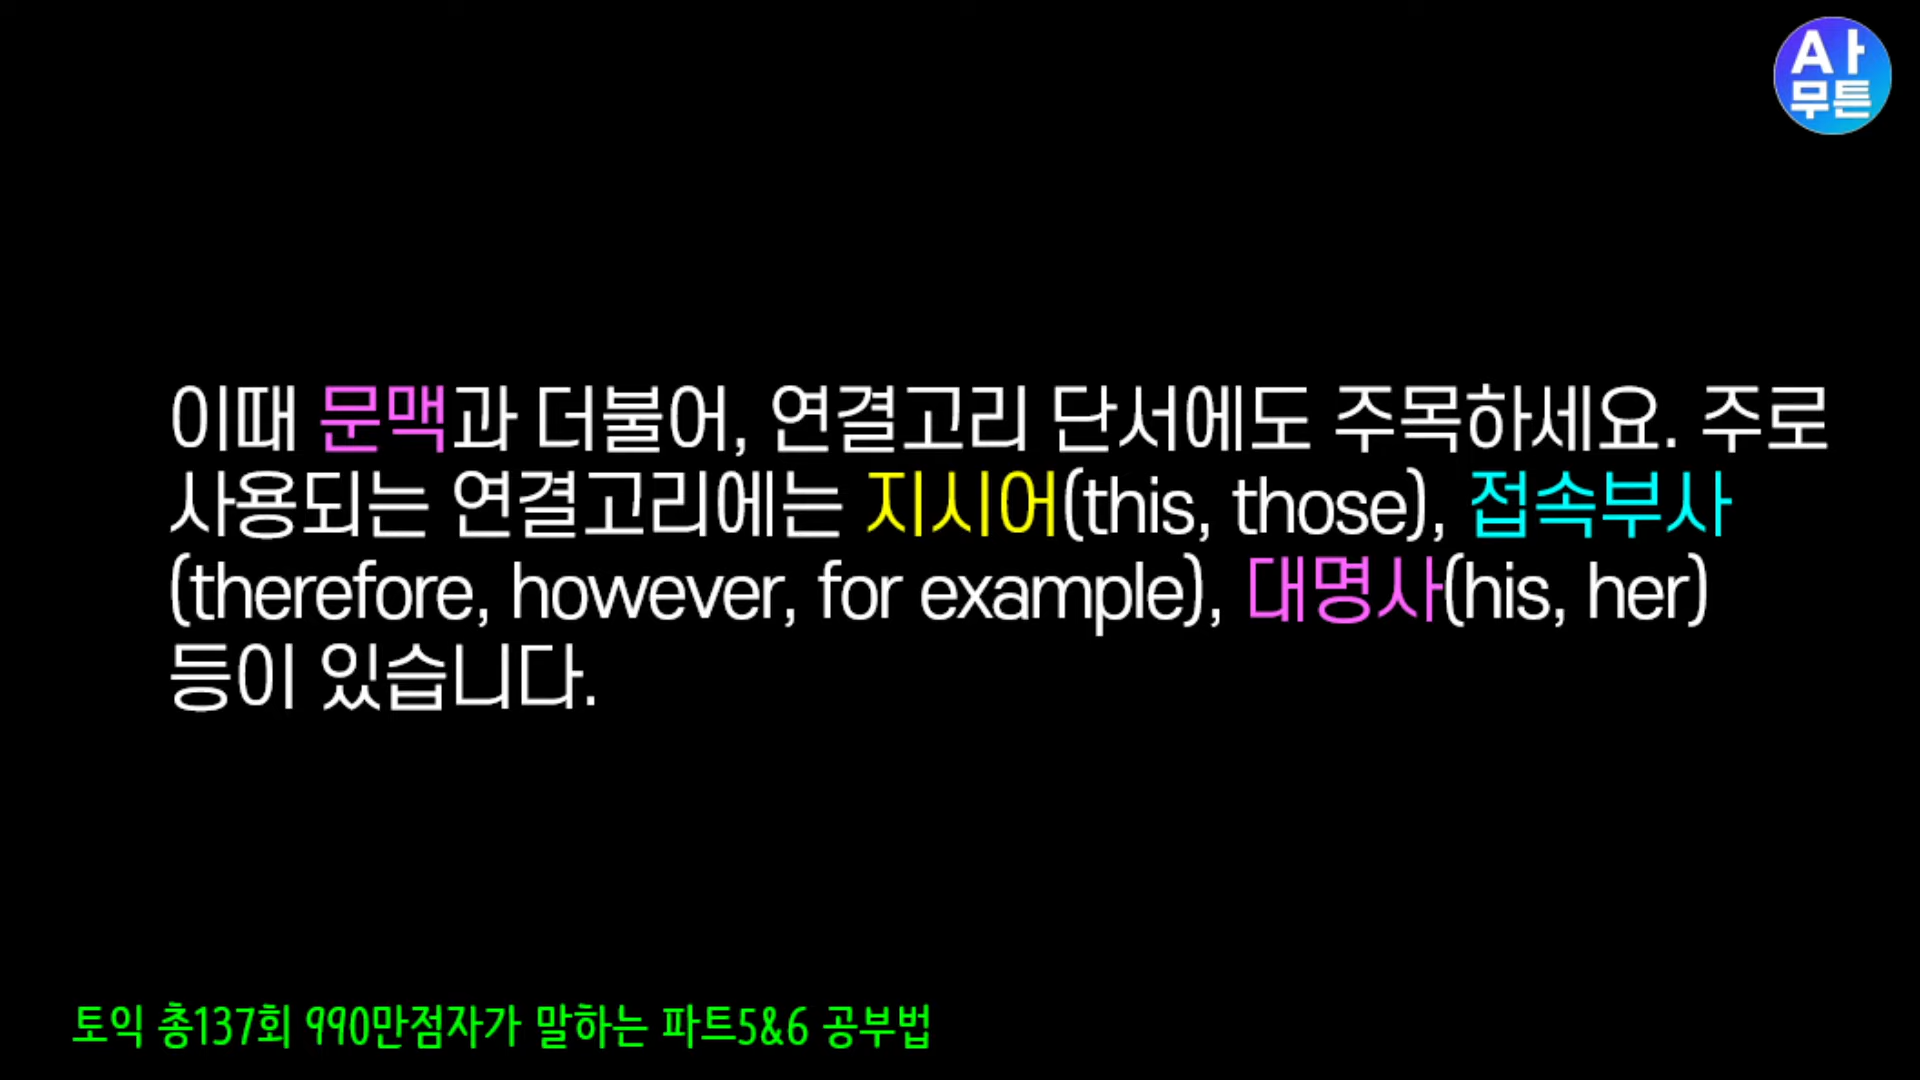 A사
무튼
이때 문맥과 더불어, 연결고리 단서에도 주목하세요. 주로
사용되는 연결고리에는 지시어(this, those), 접속부사
(therefore, however, for example), 대명사(his, her)
등이 있습니다.
토익 총137회 990만점자가 말하는 파트5&6 공부법